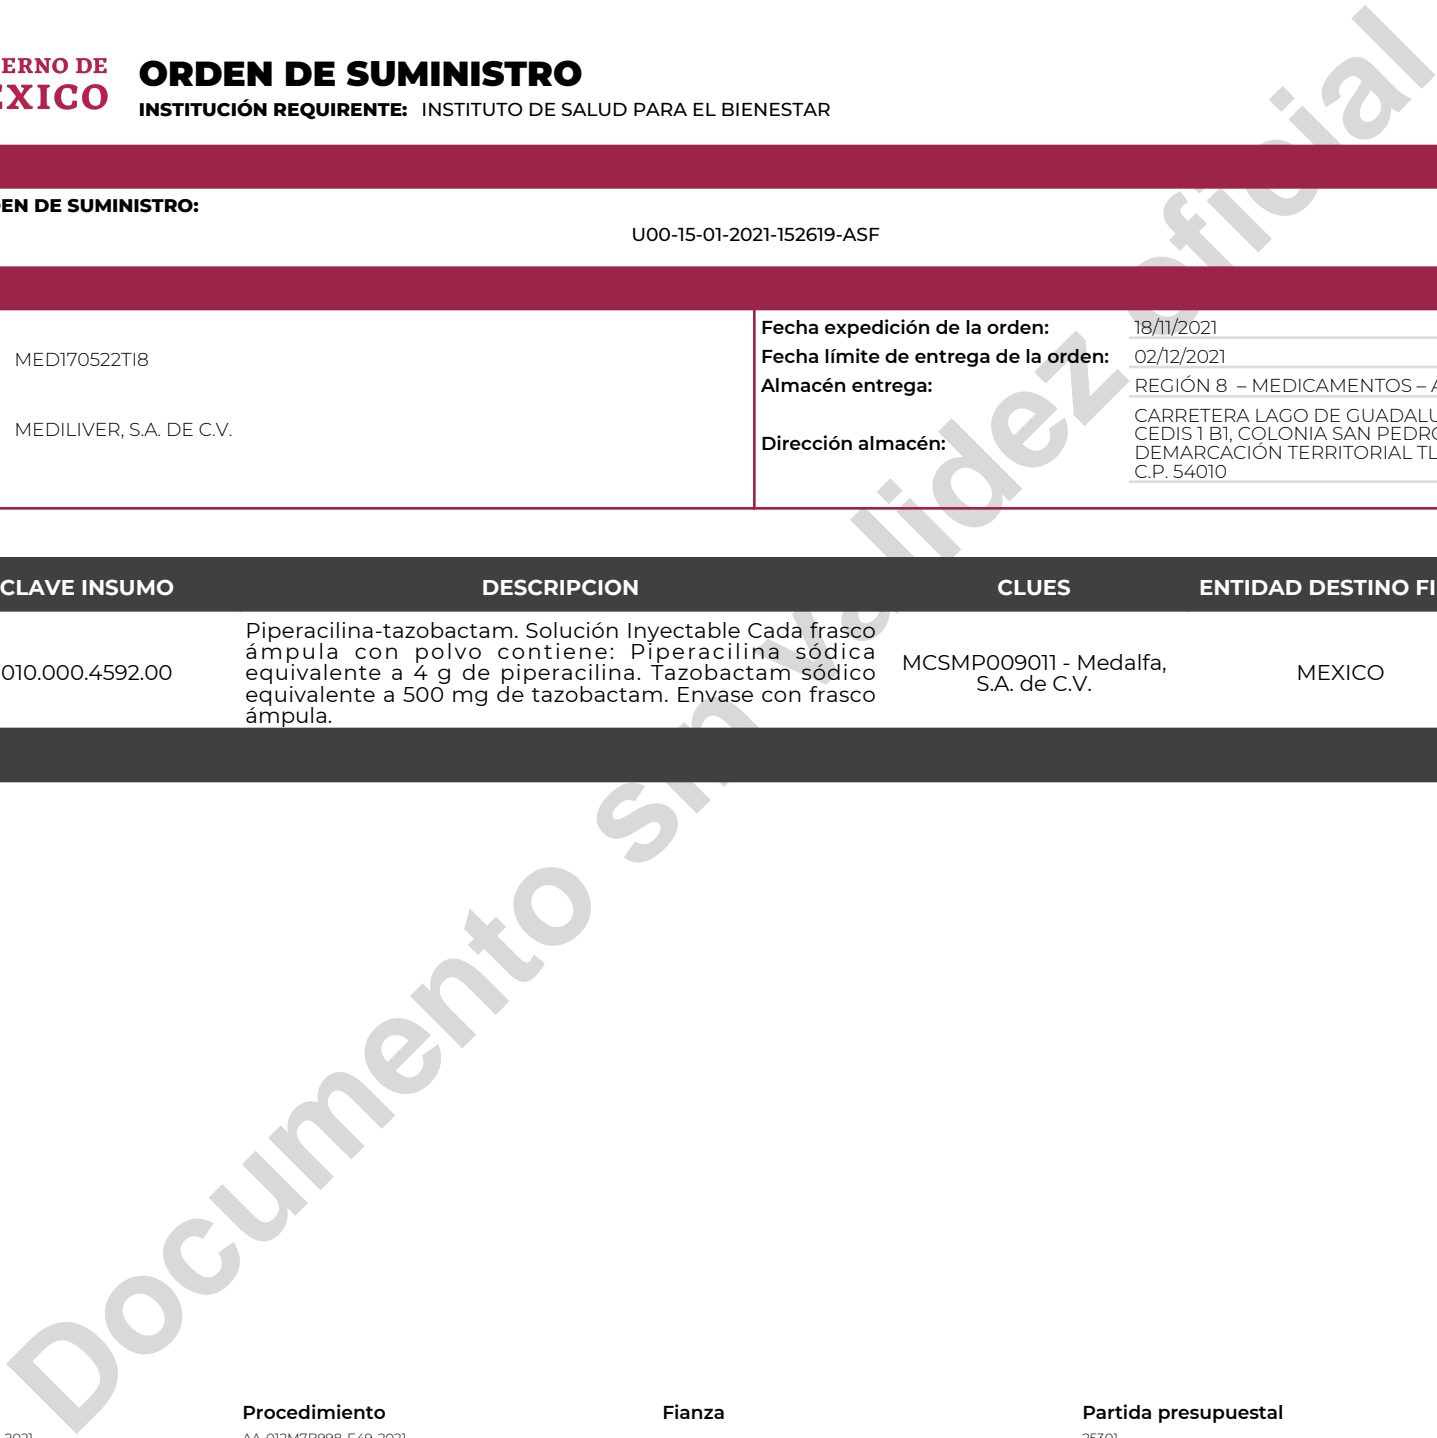 ERNO DE
EXICO
ORDEN DE SUMINISTRO
INSTITUCIÓN REQUIRENTE: INSTITUTO DE SALUD PARA EL BIENESTAR
EN DE SUMINISTRO:
U00-15-01-2021-152619-ASF
MED170522TI8
MEDILIVER, S.A. DE C.V.
Fecha expedición de la orden: 18/11/2021
Fecha límite de entrega de la orden: 02/12/2021
Almacén entrega: REGIÓN 8 – MEDICAMENTOS –
Dirección almacén:
CARRETERA LAGO DE GUADALU
CEDIS 1 B1, COLONIA SAN PEDRO
DEMARCACIÓN TERRITORIAL TL
C.P. 54010
CLAVE INSUMO DESCRIPCION CLUES ENTIDAD DESTINO FI
010.000.4592.00
Piperacilina-tazobactam. Solución Inyectable Cada frasco
ámpula con polvo contiene: Piperacilina sódica
equivalente a 4 g de piperacilina. Tazobactam sódico
equivalente a 500 mg de tazobactam. Envase con frasco
ámpula.
MCSMP009011 - Medalfa,
S.A. de C.V.
MEXICO
Documento sin validez oficial
Procedimiento Fianza Partida presupuestal